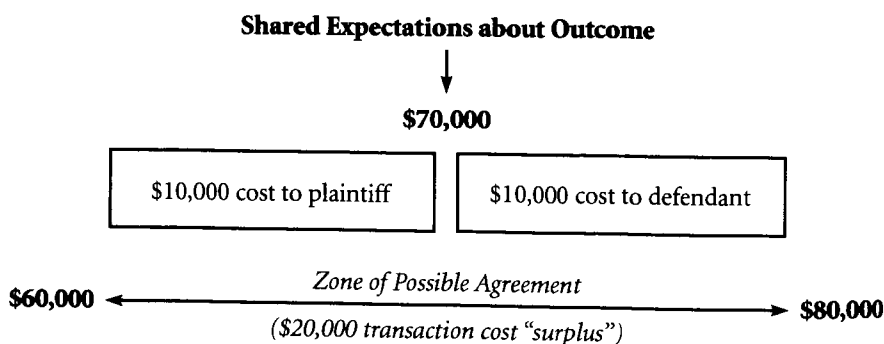 Shared Expectations about Outcome
$70,000
$10,000 cost to plaintiff
$10,000 cost to defendant
Zone of Possible Agreement
$60,000
$80,000
($20,000 transaction cost “surplus”)